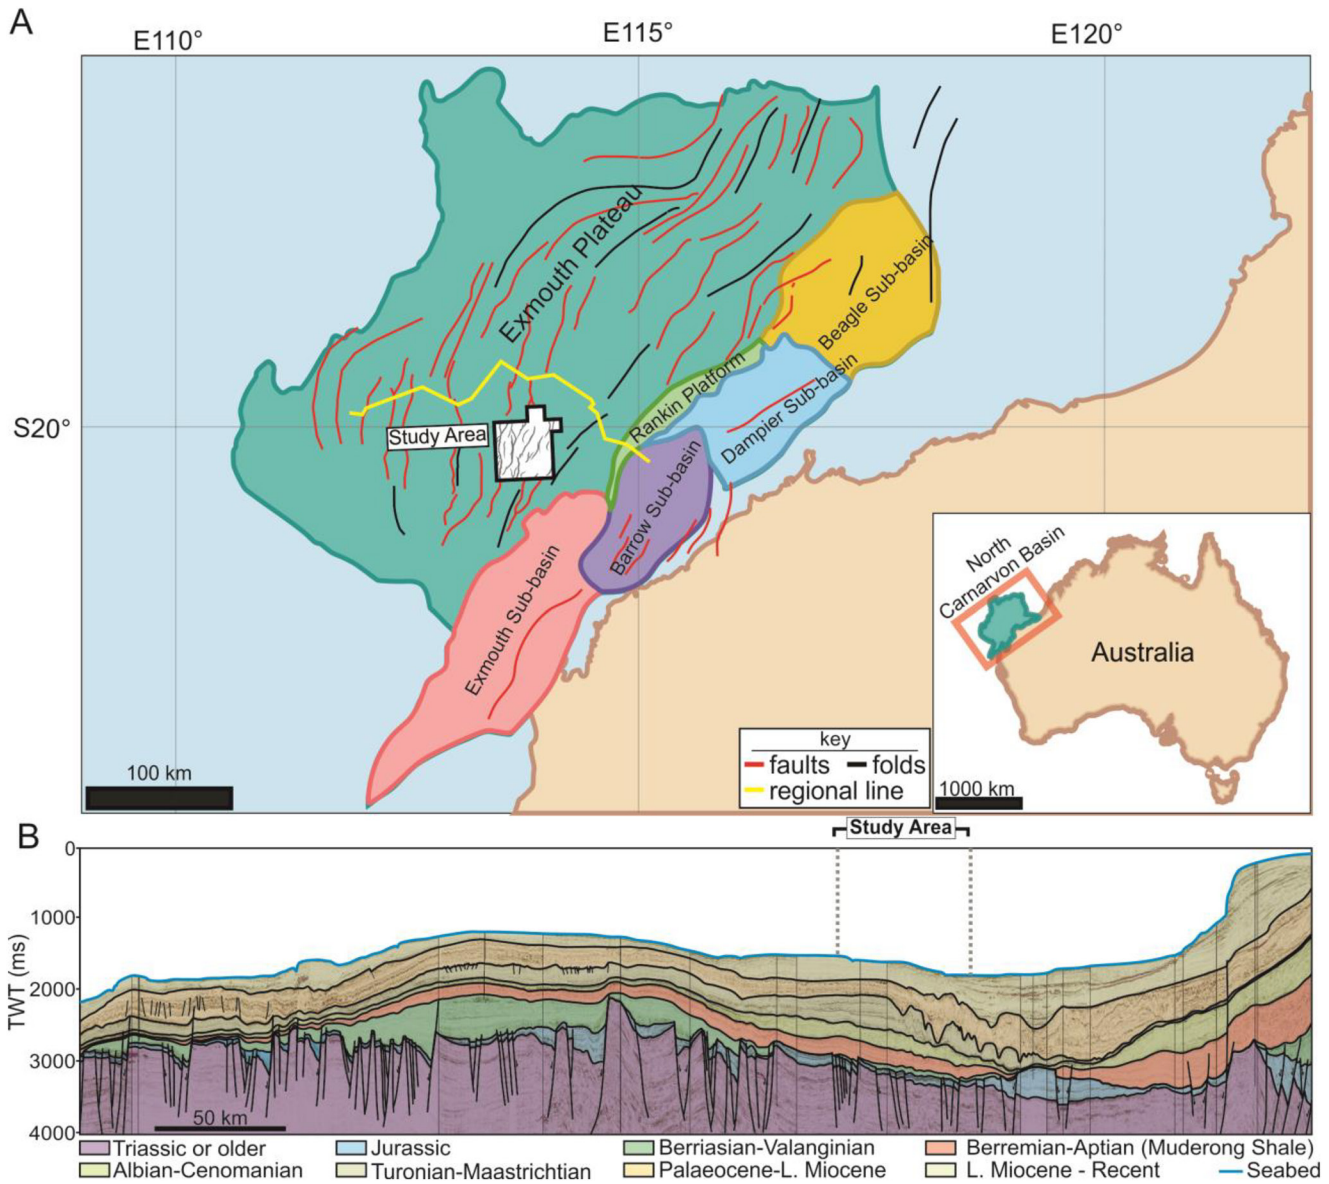 A
E110°
E115°
E120°
S20°
Exmouth Plateau
Beagle Sub-basin
Rankin Platform
Dampier Sub-basin
Study Area
Barrow Sub-basin
Exmouth Sub-basin
North
Carnarvon Basin
Australia
key
faults
folds
regional line
100 km
1000 km
B
Study Area
0
1000
2000
3000
4000
TWT (ms)
50 km
Triassic or older
Jurassic
Berriasian-Valanginian
Berremian-Aptian (Muderong Shale)
Albian-Cenomanian
Turonian-Maastrichtian
Palaeocene-L. Miocene
L. Miocene - Recent
Seabed